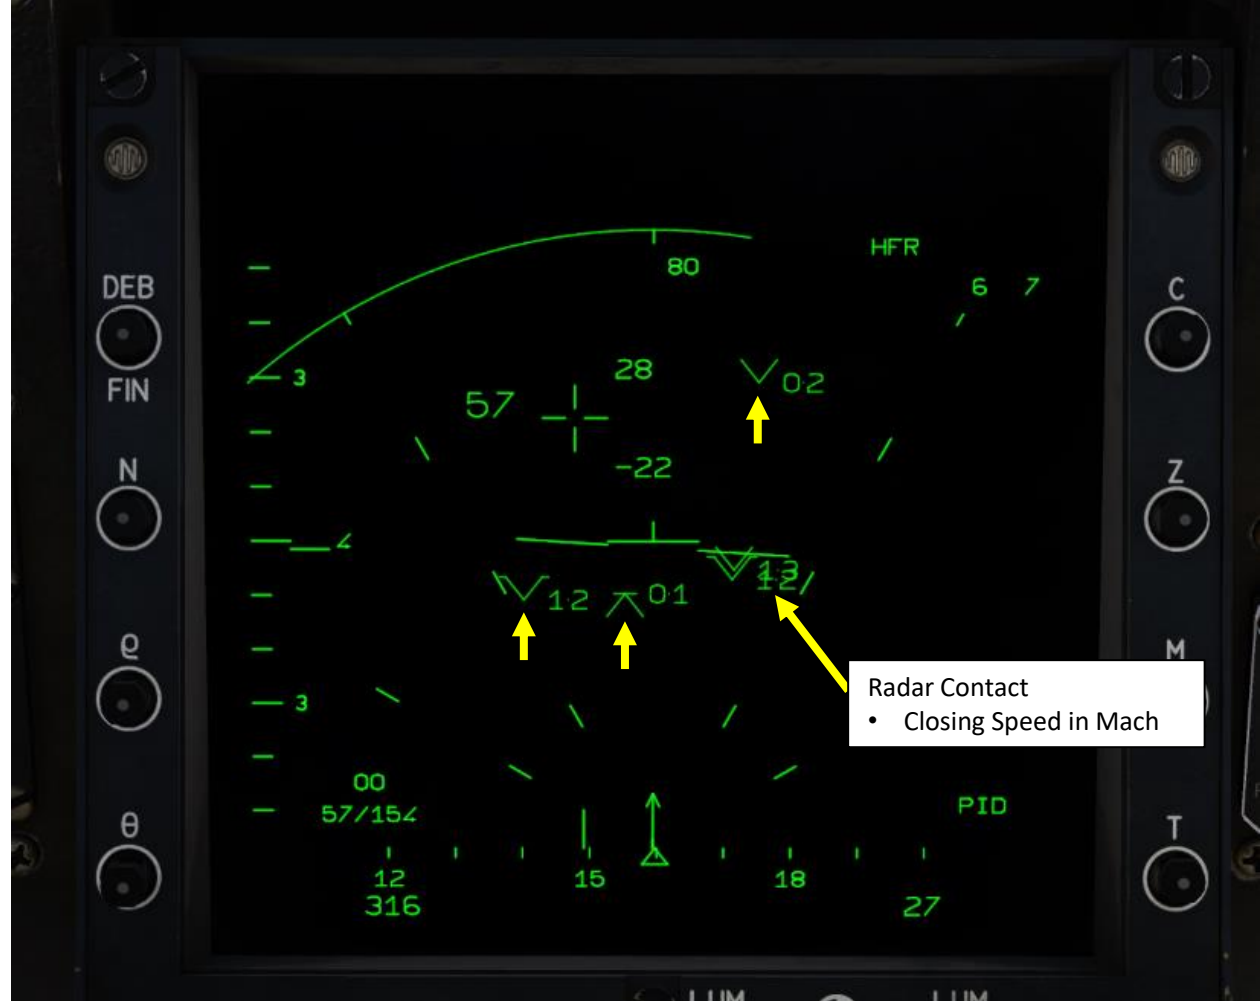 HFR
80
6 7
DEB
C
28
0.2
3
FIN
57
-22
N
Z
4
1.2
0.1
1.3
ρ
M
Radar Contact
• Closing Speed in Mach
3
00
57/154
PID
θ
T
12 15 18
316
27
LUM LUM